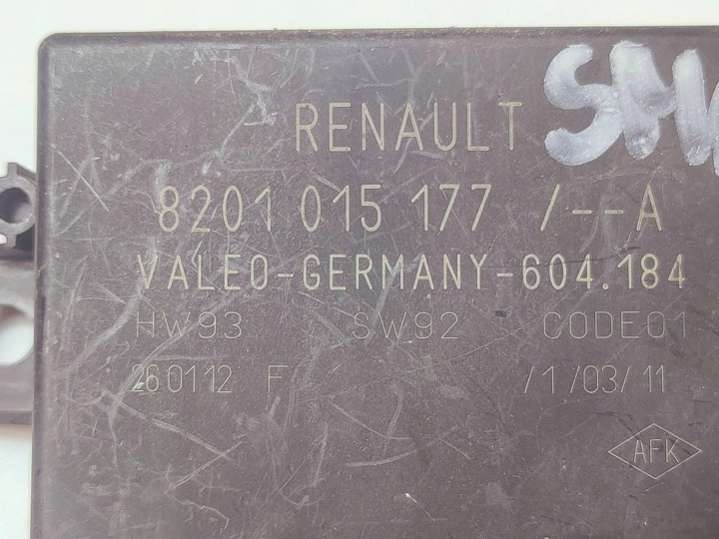 RENAULT
8201 015 177 /--A
VALEO-GERMANY-604.184
HW93 SW92 CODE01
260112 F /1/03/11
AFK